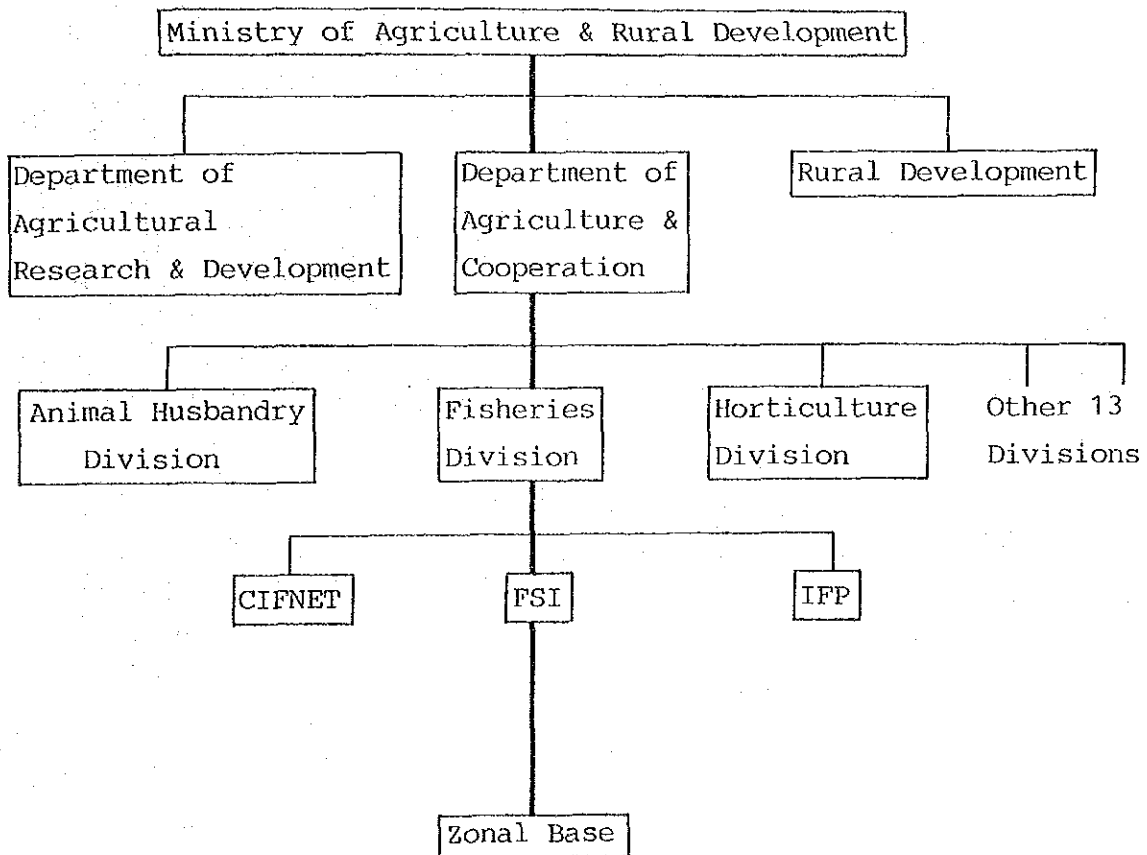 Ministry of Agriculture & Rural Development
Department of
Agricultural
Research & Development
Department of
Agriculture &
Cooperation
Rural Development
Animal Husbandry
Division
Fisheries
Division
Horticulture
Division
Other 13
Divisions
CIFNET
FSI
IFP
Zonal Base